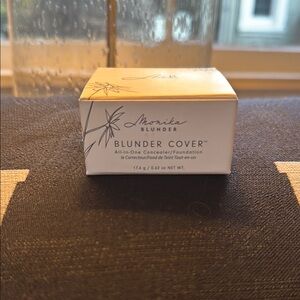 Monika
BLUNDER
BLUNDER COVER™
All-in-One Concealer/Foundation
le Correcteur/Fond de Teint Tout-en-un
17.6 g / 0.62 oz NET WT.